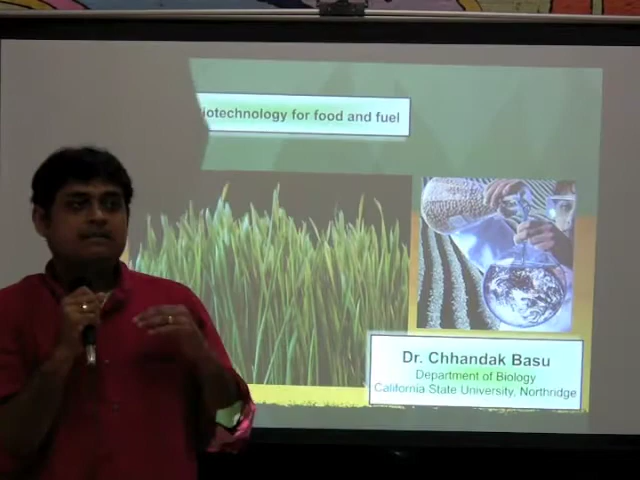 iotechnology for food and fuel
Dr. Chhandak Basu
Department of Biology
California State University, Northridge